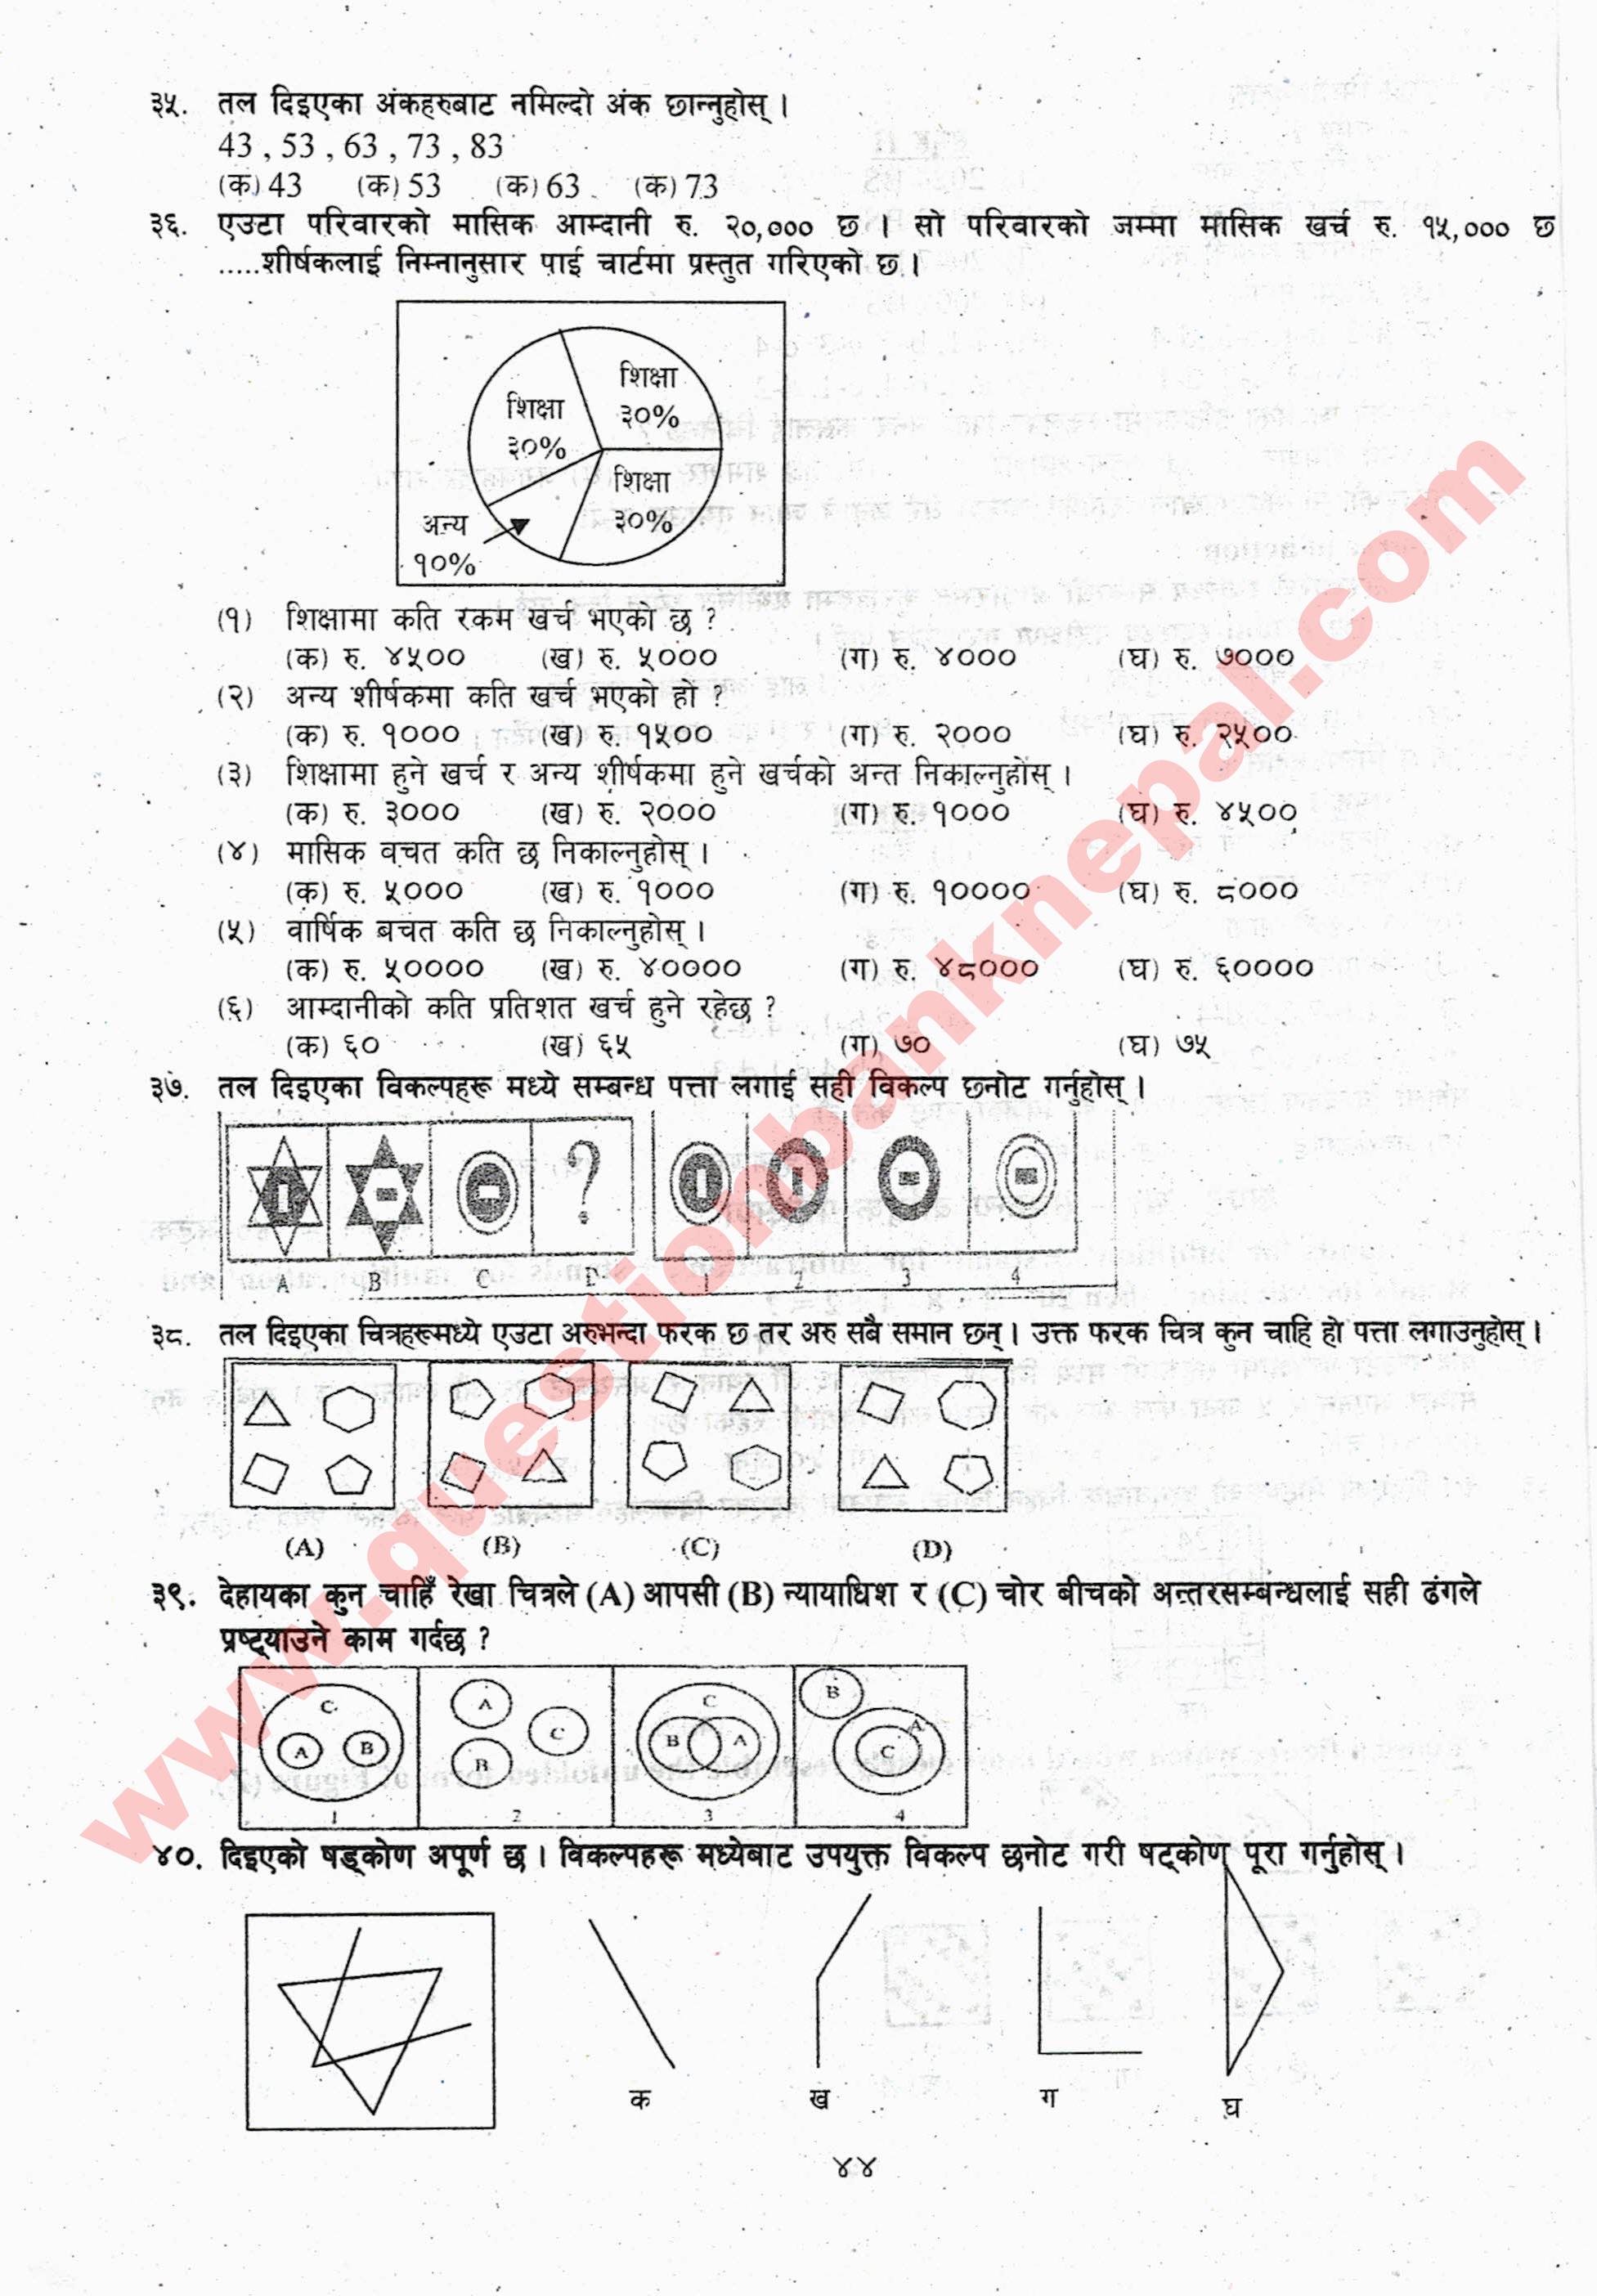 ३५. तल दिइएका अंकहरुबाट नमिल्दो अंक छान्नुहोस् ।
43 , 53 , 63 , 73 , 83
(क) 43 (क) 53 (क) 63 (क) 73
३६. एउटा परिवारको मासिक आम्दानी रु. २०,००० छ । सो परिवारको जम्मा मासिक खर्च रु. १५,००० छ
.....शीर्षकलाई निम्नानुसार पाई चार्टमा प्रस्तुत गरिएको छ ।
शिक्षा
३०%
शिक्षा
३०%
शिक्षा
३०%
अन्य
१०%
(१) शिक्षामा कति रकम खर्च भएको छ ?
(क) रु. ४५०० (ख) रु. ५००० (ग) रु. ४००० (घ) रु. ७०००
(२) अन्य शीर्षकमा कति खर्च भएको हो ?
(क) रु. १००० (ख) रु. १५०० (ग) रु. २००० (घ) रु. २५००
(३) शिक्षामा हुने खर्च र अन्य शीर्षकमा हुने खर्चको अन्त निकाल्नुहोस् ।
(क) रु. ३००० (ख) रु. २००० (ग) रु. १००० (घ) रु. ४५००
(४) मासिक वचत कति छ निकाल्नुहोस् ।
(क) रु. ५००० (ख) रु. १००० (ग) रु. १०००० (घ) रु. ८०००
(५) वार्षिक बचत कति छ निकाल्नुहोस् ।
(क) रु. ५०००० (ख) रु. ४०००० (ग) रु. ४८००० (घ) रु. ६००००
(६) आम्दानीको कति प्रतिशत खर्च हुने रहेछ ?
(क) ६० (ख) ६५ (ग) ७० (घ) ७५
३७. तल दिइएका विकल्पहरू मध्ये सम्बन्ध पत्ता लगाई सही विकल्प छनोट गर्नुहोस् ।
?
A B C D 1 2 3 4
३८. तल दिइएका चित्रहरूमध्ये एउटा अरुभन्दा फरक छ तर अरु सबै समान छन् । उक्त फरक चित्र कुन चाहि हो पत्ता लगाउनुहोस् ।
(A) (B) (C) (D)
३९. देहायका कुन चाहिँ रेखा चित्रले (A) आपसी (B) न्यायाधिश र (C) चोर बीचको अन्तरसम्बन्धलाई सही ढंगले
प्रष्ट्याउने काम गर्दछ ?
C A B A C B C B A B A C
1 2 3 4
४०. दिइएको षड्कोण अपूर्ण छ । विकल्पहरू मध्येबाट उपयुक्त विकल्प छनोट गरी षट्कोण पूरा गर्नुहोस् ।
क ख ग घ
४४
www.questionbanknepal.com